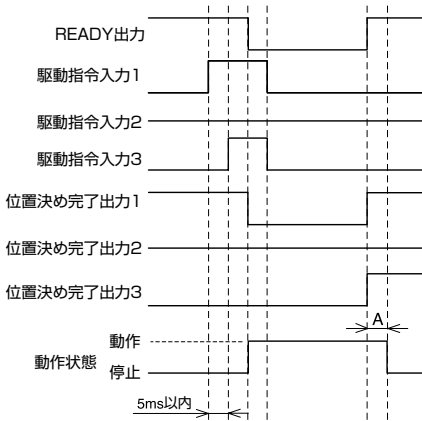 READY出力
駆動指令入力1
駆動指令入力2
駆動指令入力3
位置決め完了出力1
位置決め完了出力2
位置決め完了出力3
A
動作
動作状態
停止
5ms以内